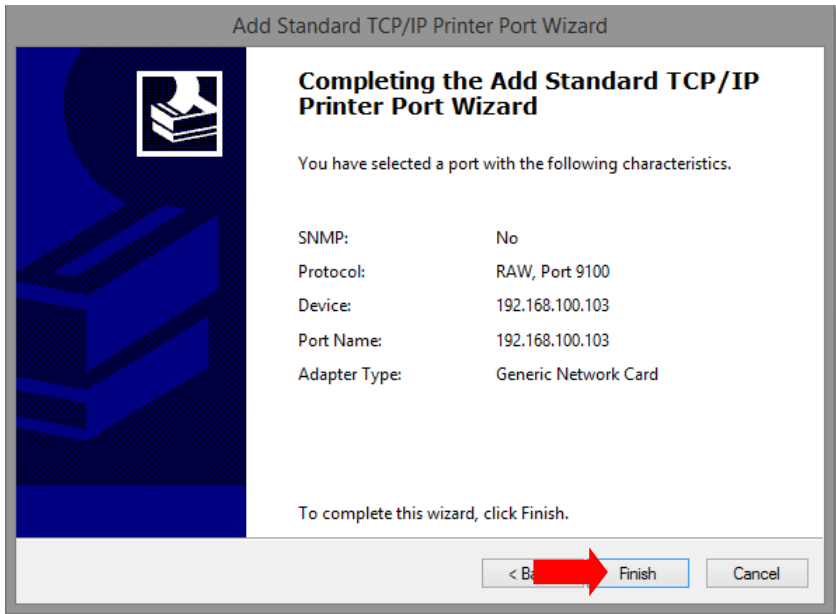 Add Standard TCP/IP Printer Port Wizard
Completing the Add Standard TCP/IP
Printer Port Wizard
You have selected a port with the following characteristics.
SNMP: No
Protocol: RAW, Port 9100
Device: 192.168.100.103
Port Name: 192.168.100.103
Adapter Type: Generic Network Card
To complete this wizard, click Finish.
< Finish Cancel